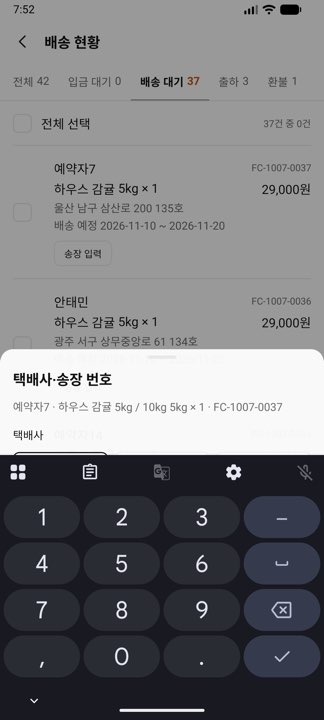 7:52
배송 현황
전체 42 입금 대기 0 배송 대기 37 출하 3 환불 1
전체 선택 37건 중 0건
예약자7 FC-1007-0037
하우스 감귤 5kg × 1 29,000원
울산 남구 삼산로 200 135호
배송 예정 2026-11-10 ~ 2026-11-20
송장 입력
안태민 FC-1007-0036
하우스 감귤 5kg × 1 29,000원
광주 서구 상무중앙로 61 134호
택배사·송장 번호
예약자7 · 하우스 감귤 5kg / 10kg 5kg × 1 · FC-1007-0037
택배사 예약자14
1 2 3 –
4 5 6
7 8 9
, 0 .